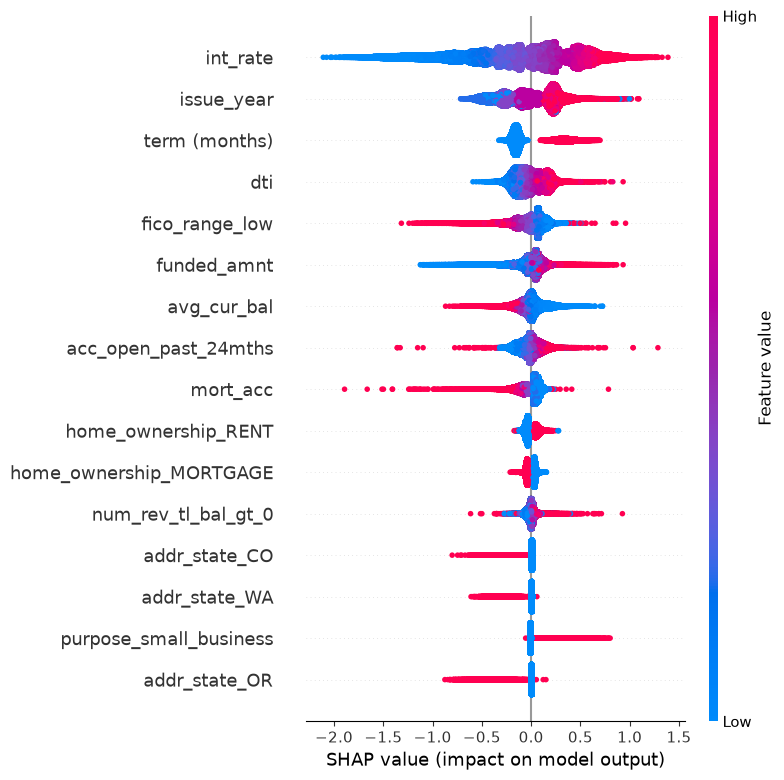 High
int_rate
issue_year
term (months)
dti
fico_range_low
funded_amnt
avg_cur_bal
acc_open_past_24mths
mort_acc
home_ownership_RENT
home_ownership_MORTGAGE
num_rev_tl_bal_gt_0
addr_state_CO
addr_state_WA
purpose_small_business
addr_state_OR
Feature value
Low
−2.0 −1.5 −1.0 −0.5 0.0 0.5 1.0 1.5
SHAP value (impact on model output)